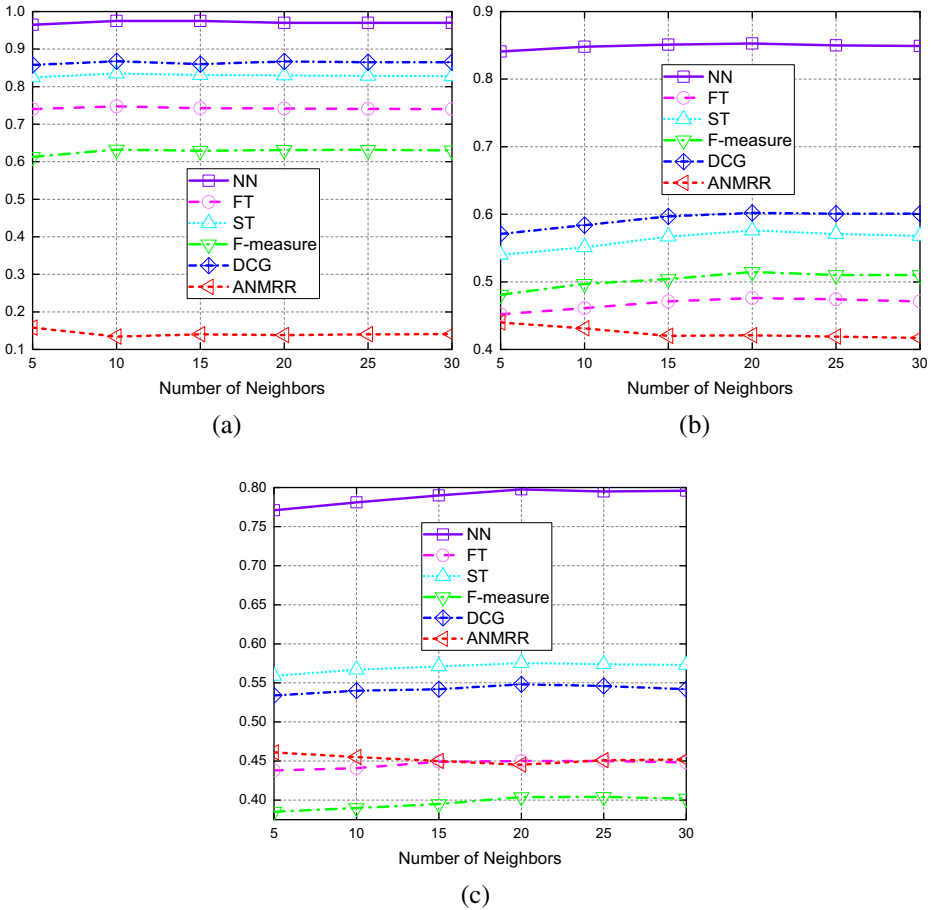 1.0
0.9
0.8
0.7
0.6
0.5
0.4
0.3
0.2
0.1
5 10 15 20 25 30
Number of Neighbors
NN
FT
ST
F-measure
DCG
ANMRR
(a)
0.9
0.8
0.7
0.6
0.5
0.4
5 10 15 20 25 30
Number of Neighbors
NN
FT
ST
F-measure
DCG
ANMRR
(b)
0.80
0.75
0.70
0.65
0.60
0.55
0.50
0.45
0.40
5 10 15 20 25 30
Number of Neighbors
NN
FT
ST
F-measure
DCG
ANMRR
(c)